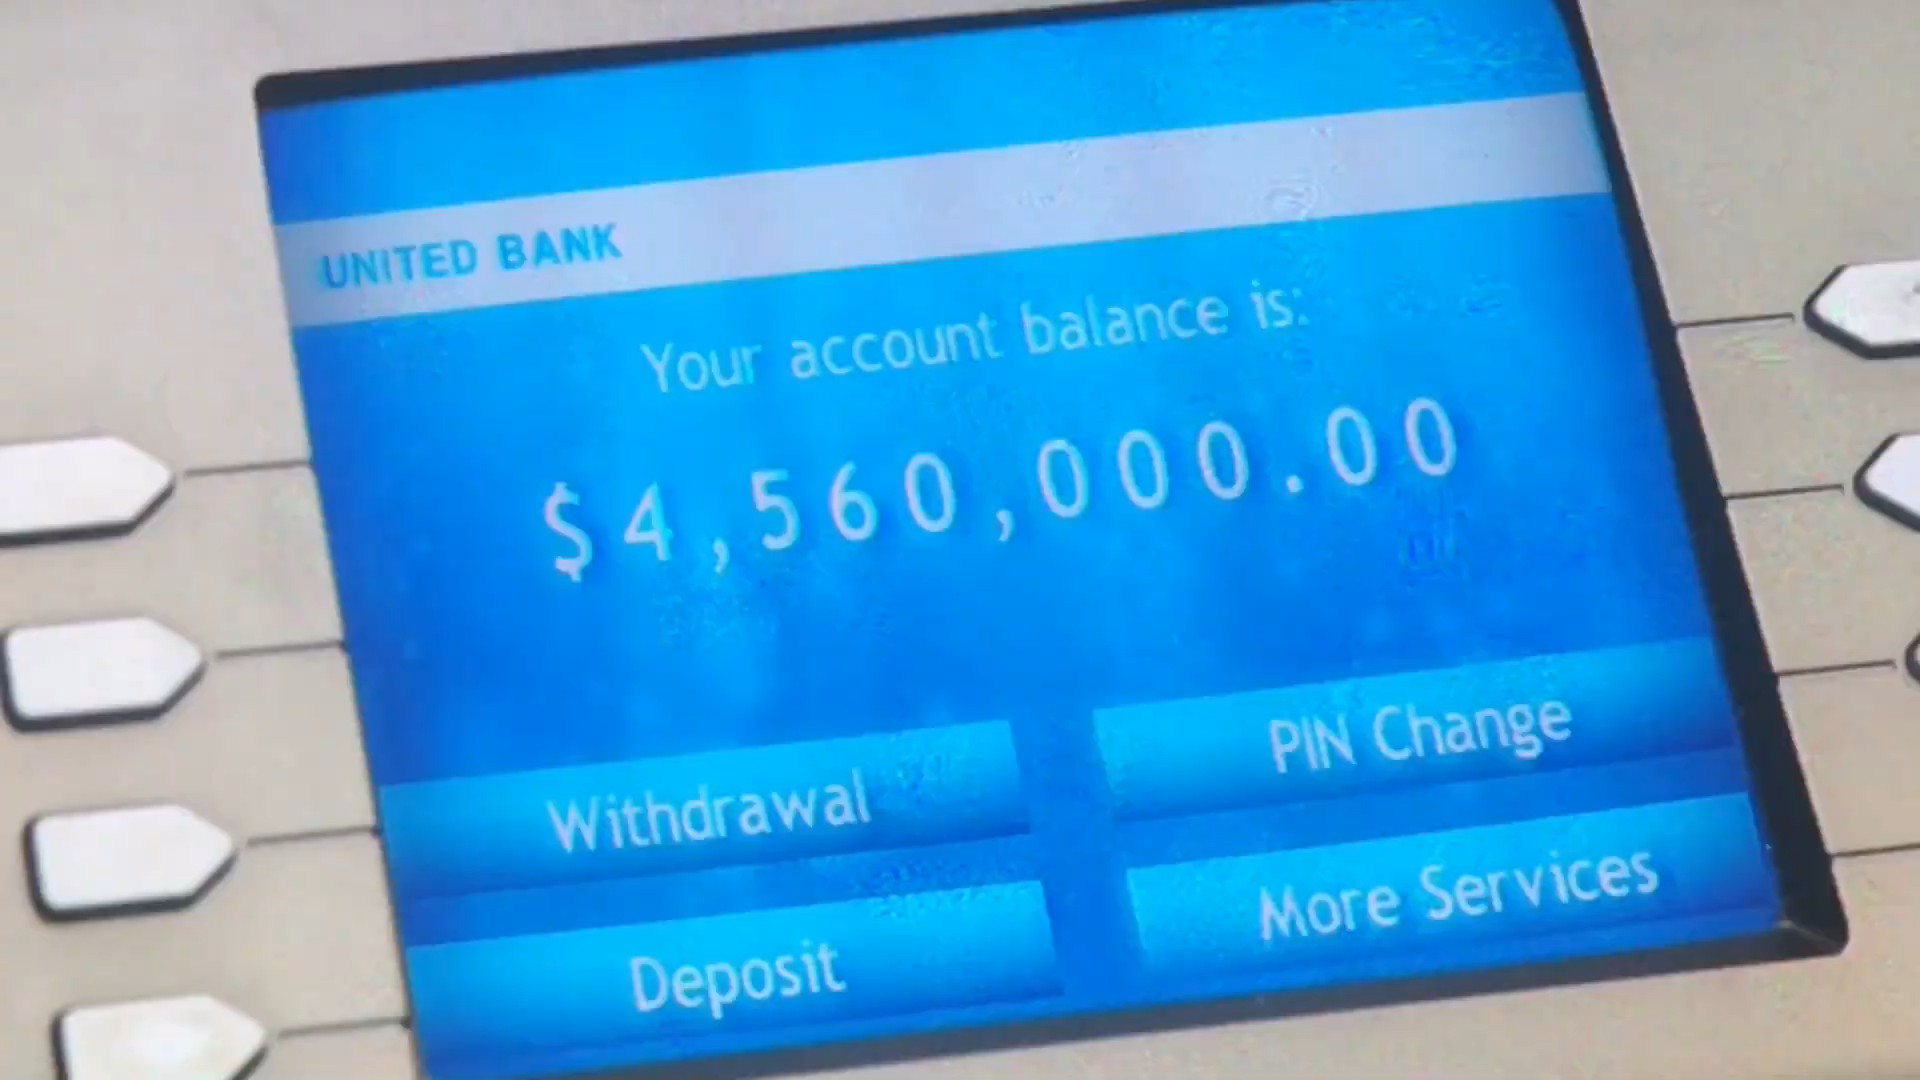 UNITED BANK
Your account balance is:
$4,560,000.00
PIN Change
Withdrawal
More Services
Deposit